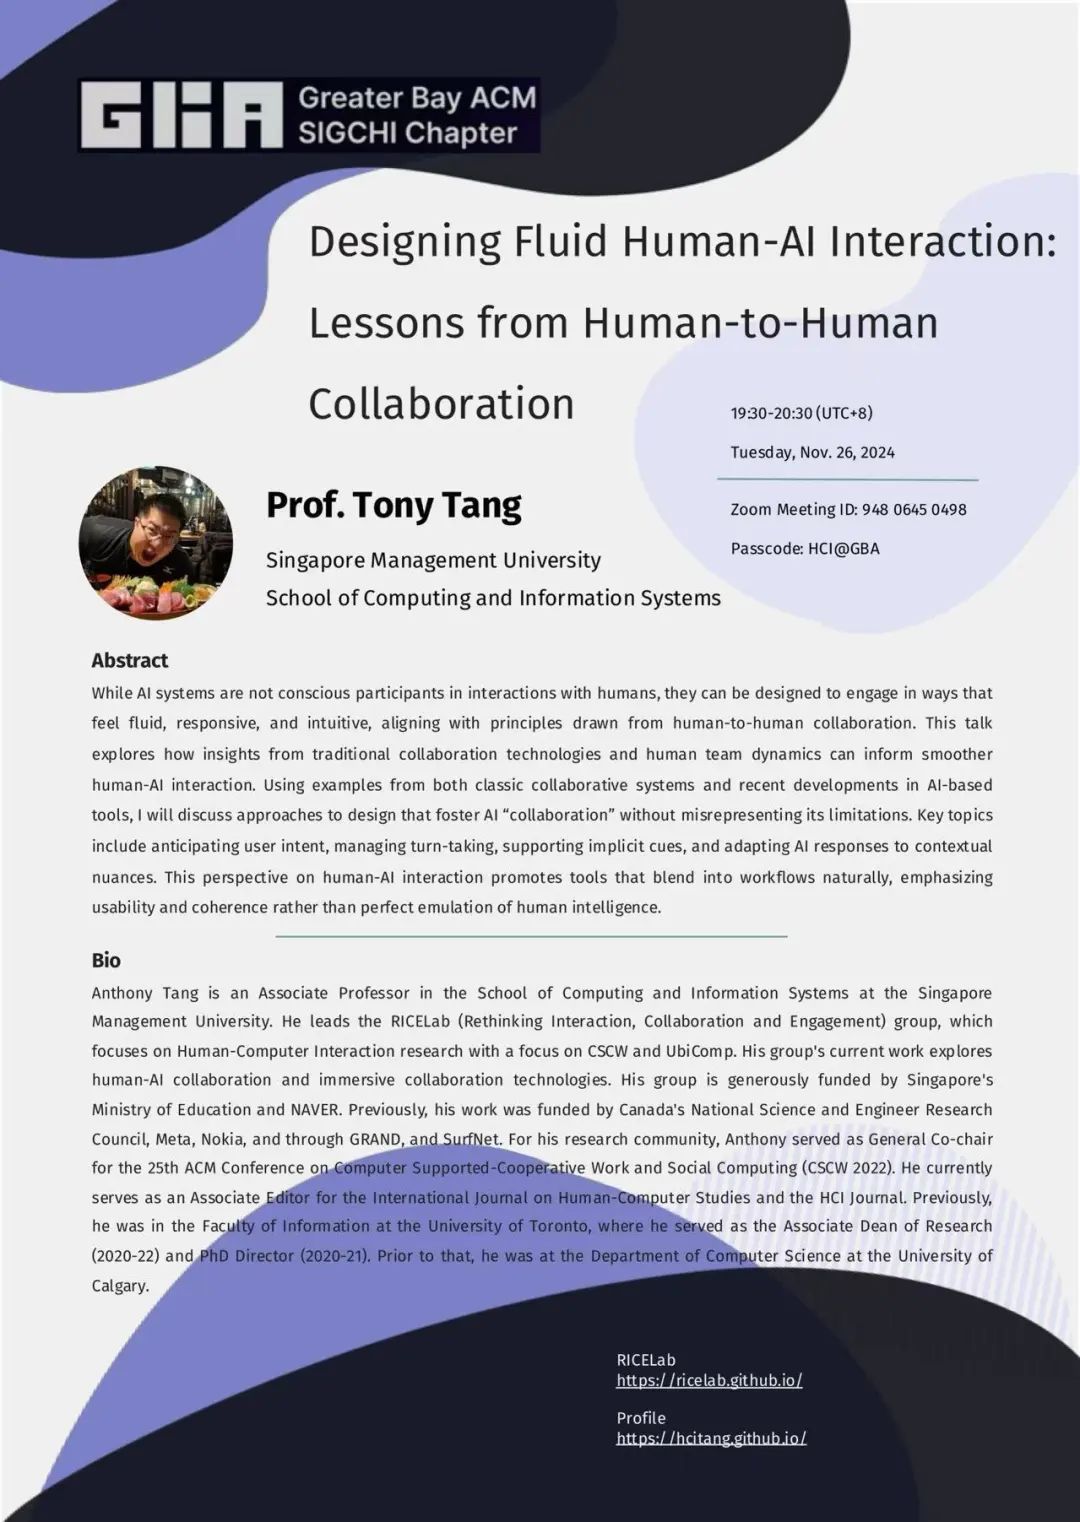 GliA
Greater Bay ACM
SIGCHI Chapter
Designing Fluid Human-AI Interaction:
Lessons from Human-to-Human
Collaboration
19:30-20:30 (UTC+8)
Tuesday, Nov. 26, 2024
Zoom Meeting ID: 948 0645 0498
Passcode: HCI@GBA
Prof. Tony Tang
Singapore Management University
School of Computing and Information Systems
Abstract
While AI systems are not conscious participants in interactions with humans, they can be designed to engage in ways that
feel fluid, responsive, and intuitive, aligning with principles drawn from human-to-human collaboration. This talk
explores how insights from traditional collaboration technologies and human team dynamics can inform smoother
human-AI interaction. Using examples from both classic collaborative systems and recent developments in AI-based
tools, I will discuss approaches to design that foster AI “collaboration” without misrepresenting its limitations. Key topics
include anticipating user intent, managing turn-taking, supporting implicit cues, and adapting AI responses to contextual
nuances. This perspective on human-AI interaction promotes tools that blend into workflows naturally, emphasizing
usability and coherence rather than perfect emulation of human intelligence.
Bio
Anthony Tang is an Associate Professor in the School of Computing and Information Systems at the Singapore
Management University. He leads the RICELab (Rethinking Interaction, Collaboration and Engagement) group, which
focuses on Human-Computer Interaction research with a focus on CSCW and UbiComp. His group's current work explores
human-AI collaboration and immersive collaboration technologies. His group is generously funded by Singapore's
Ministry of Education and NAVER. Previously, his work was funded by Canada's National Science and Engineer Research
Council, Meta, Nokia, and through GRAND, and SurfNet. For his research community, Anthony served as General Co-chair
for the 25th ACM Conference on Computer Supported-Cooperative Work and Social Computing (CSCW 2022). He currently
serves as an Associate Editor for the International Journal on Human-Computer Studies and the HCI Journal. Previously,
he was in the Faculty of Information at the University of Toronto, where he served as the Associate Dean of Research
(2020-22) and PhD Director (2020-21). Prior to that, he was at the Department of Computer Science at the University of
Calgary.
RICELab
https://ricelab.github.io/
Profile
https://hcitang.github.io/